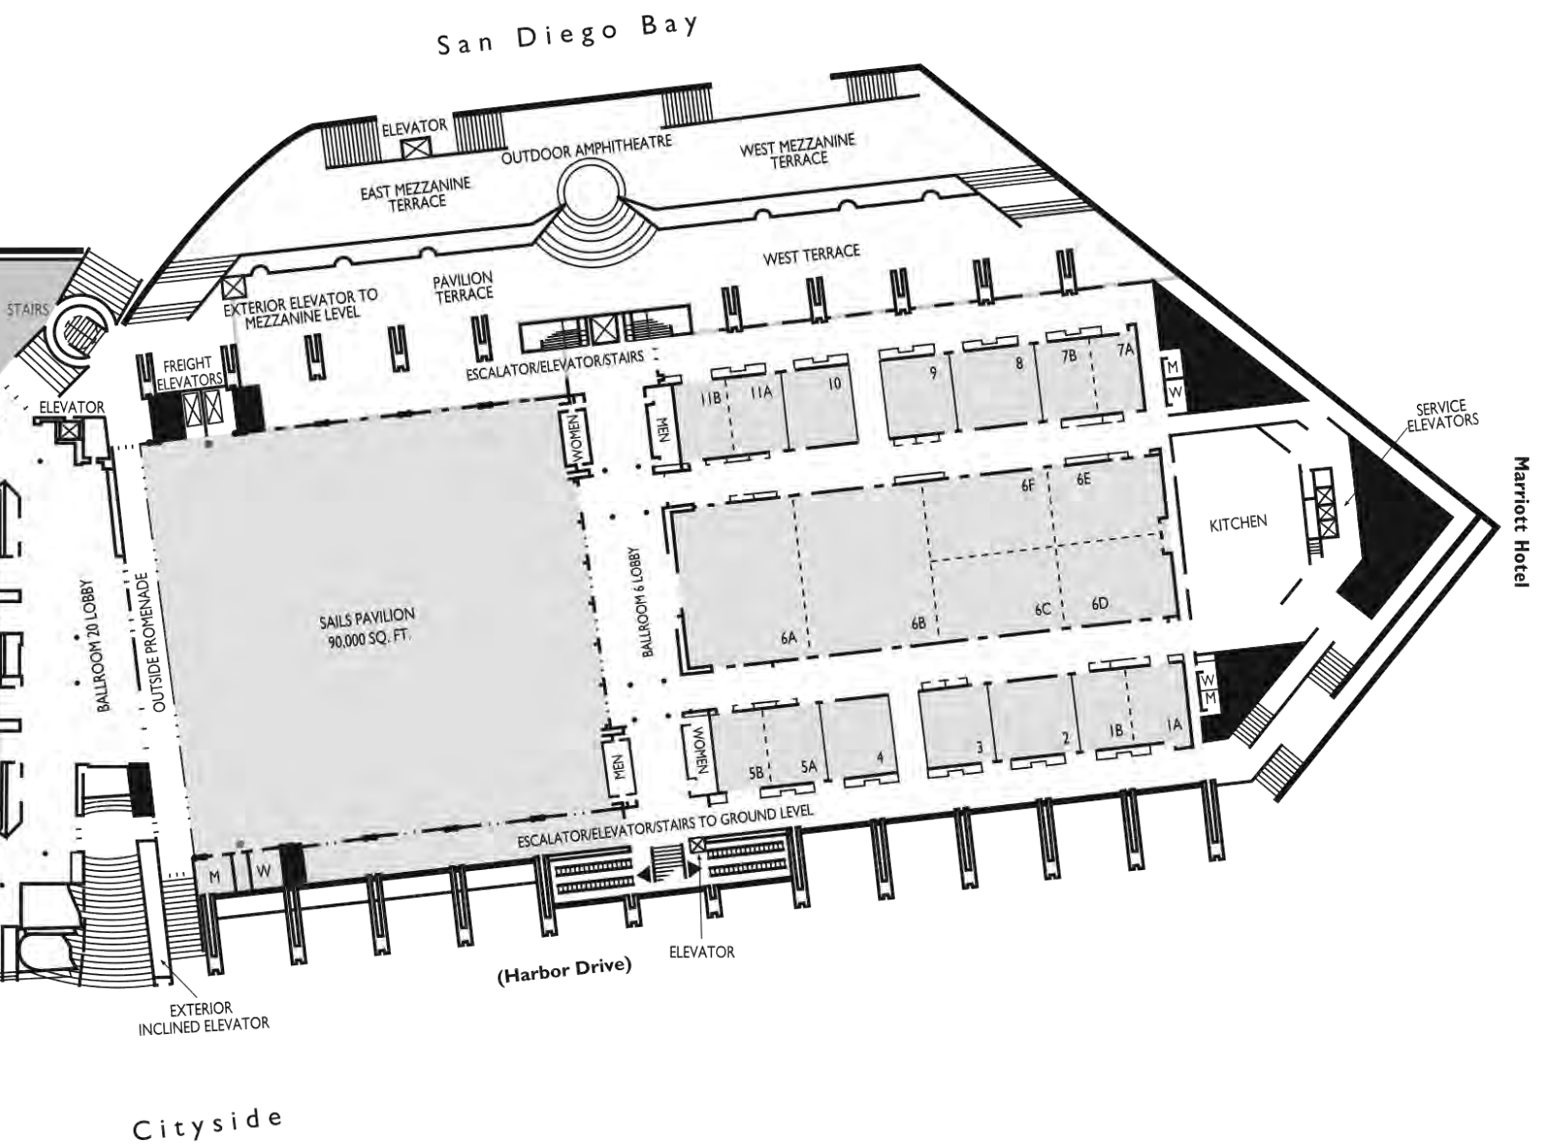 San Diego Bay
ELEVATOR
OUTDOOR AMPHITHEATRE
WEST MEZZANINE
TERRACE
EAST MEZZANINE
TERRACE
WEST TERRACE
PAVILION
TERRACE
STAIRS
EXTERIOR ELEVATOR TO
MEZZANINE LEVEL
FREIGHT
ELEVATORS
ESCALATOR/ELEVATOR/STAIRS
ELEVATOR
11B
11A
10
9
8
7B
7A
M
W
SERVICE
ELEVATORS
WOMEN
MEN
6F
6E
KITCHEN
Marriott Hotel
BALLROOM 20 LOBBY
OUTSIDE PROMENADE
SAILS PAVILION
90,000 SQ. FT.
BALLROOM 6 LOBBY
6A
6B
6C
6D
W
M
MEN
WOMEN
5B
5A
4
3
2
1B
1A
ESCALATOR/ELEVATOR/STAIRS TO GROUND LEVEL
M
W
ELEVATOR
(Harbor Drive)
EXTERIOR
INCLINED ELEVATOR
Cityside